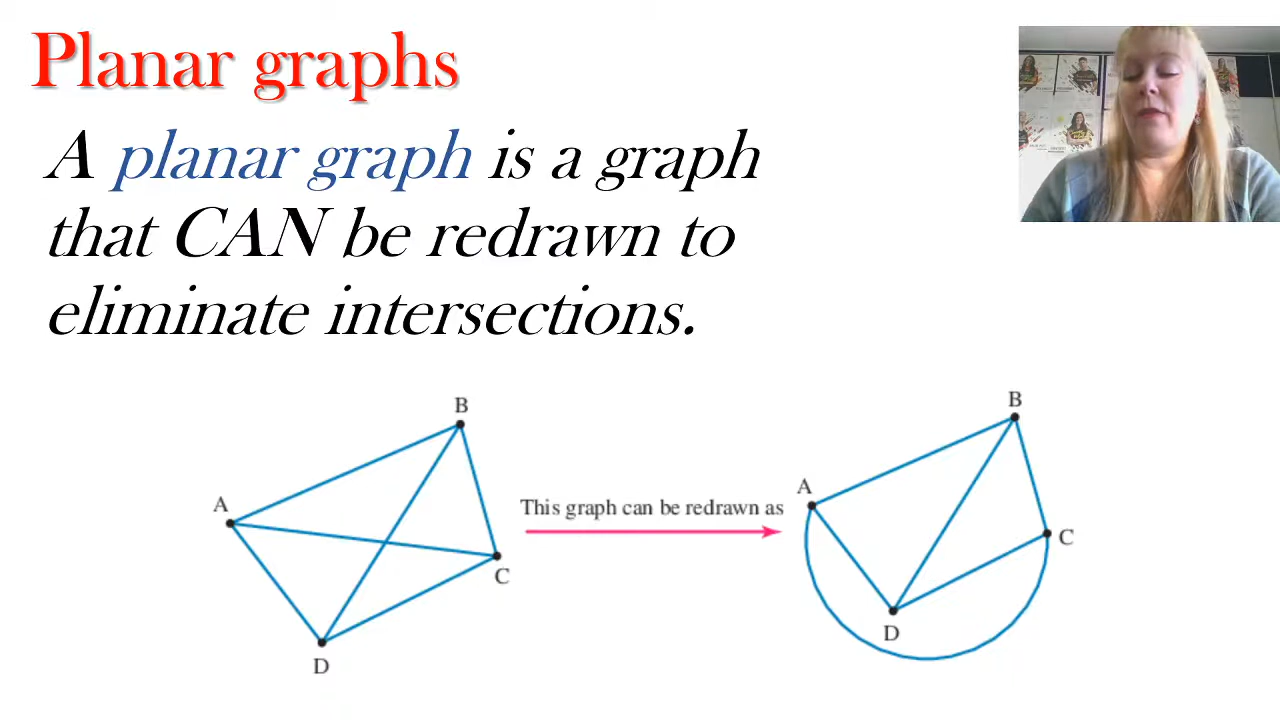 Planar graphs
A planar graph is a graph
that CAN be redrawn to
eliminate intersections.
B
A
C
D
This graph can be redrawn as
B
A
C
D